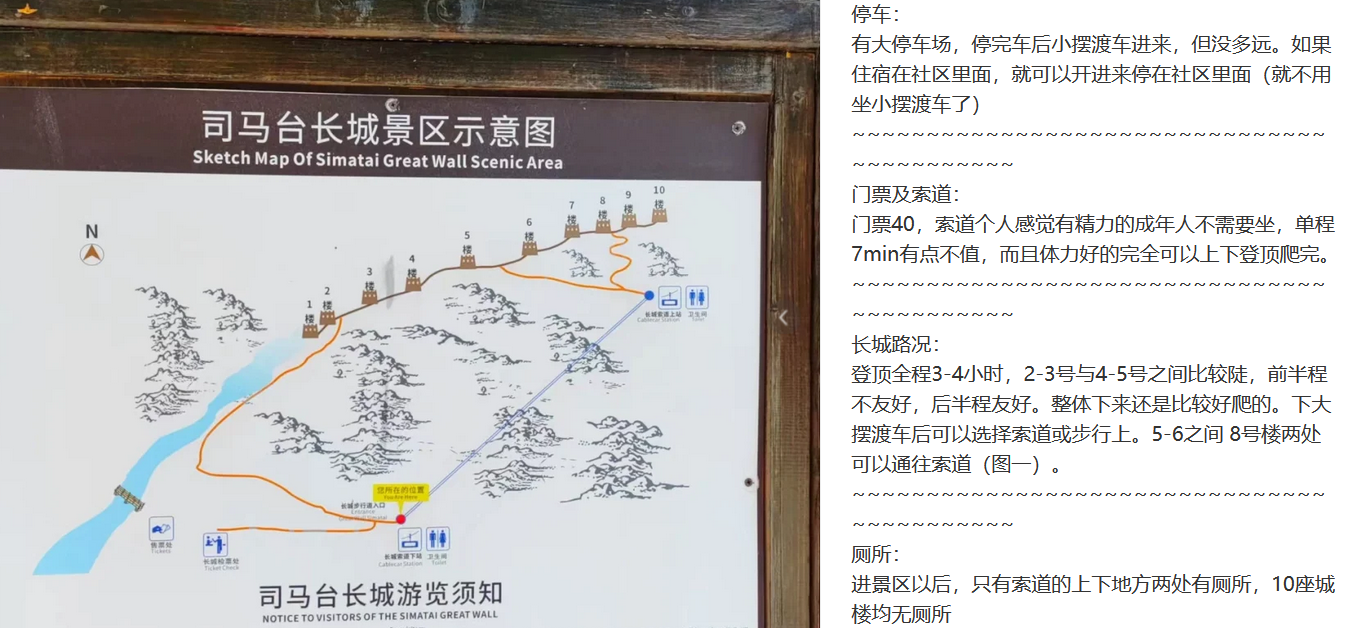 司马台长城景区示意图
Sketch Map Of Simatai Great Wall Scenic Area
N
1楼
2楼
3楼
4楼
5楼
6楼
7楼
8楼
9楼
10楼
长城索道上站
Cablecar Station
卫生间
Toilet
您所在的位置
You Are Here
长城步行道入口
Entrance
售票处
Tickets
长城检票处
Ticket Check
长城索道下站
Cablecar Station
卫生间
Toilet
司马台长城游览须知
NOTICE TO VISITORS OF THE SIMATAI GREAT WALL
停车：
有大停车场，停完车后小摆渡车进来，但没多远。如果
住宿在社区里面，就可以开进来停在社区里面（就不用
坐小摆渡车了）
~~~~~~~~~~~~~~~~~~~~~~~~~~~~~~~~
~~~~~~~~~~~
门票及索道：
门票40，索道个人感觉有精力的成年人不需要坐，单程
7min有点不值，而且体力好的完全可以上下登顶爬完。
~~~~~~~~~~~~~~~~~~~~~~~~~~~~~~~~
~~~~~~~~~~~
长城路况：
登顶全程3-4小时，2-3号与4-5号之间比较陡，前半程
不友好，后半程友好。整体下来还是比较好爬的。下大
摆渡车后可以选择索道或步行上。5-6之间 8号楼两处
可以通往索道（图一）。
~~~~~~~~~~~~~~~~~~~~~~~~~~~~~~~~
~~~~~~~~~~~
厕所：
进景区以后，只有索道的上下地方两处有厕所，10座城
楼均无厕所